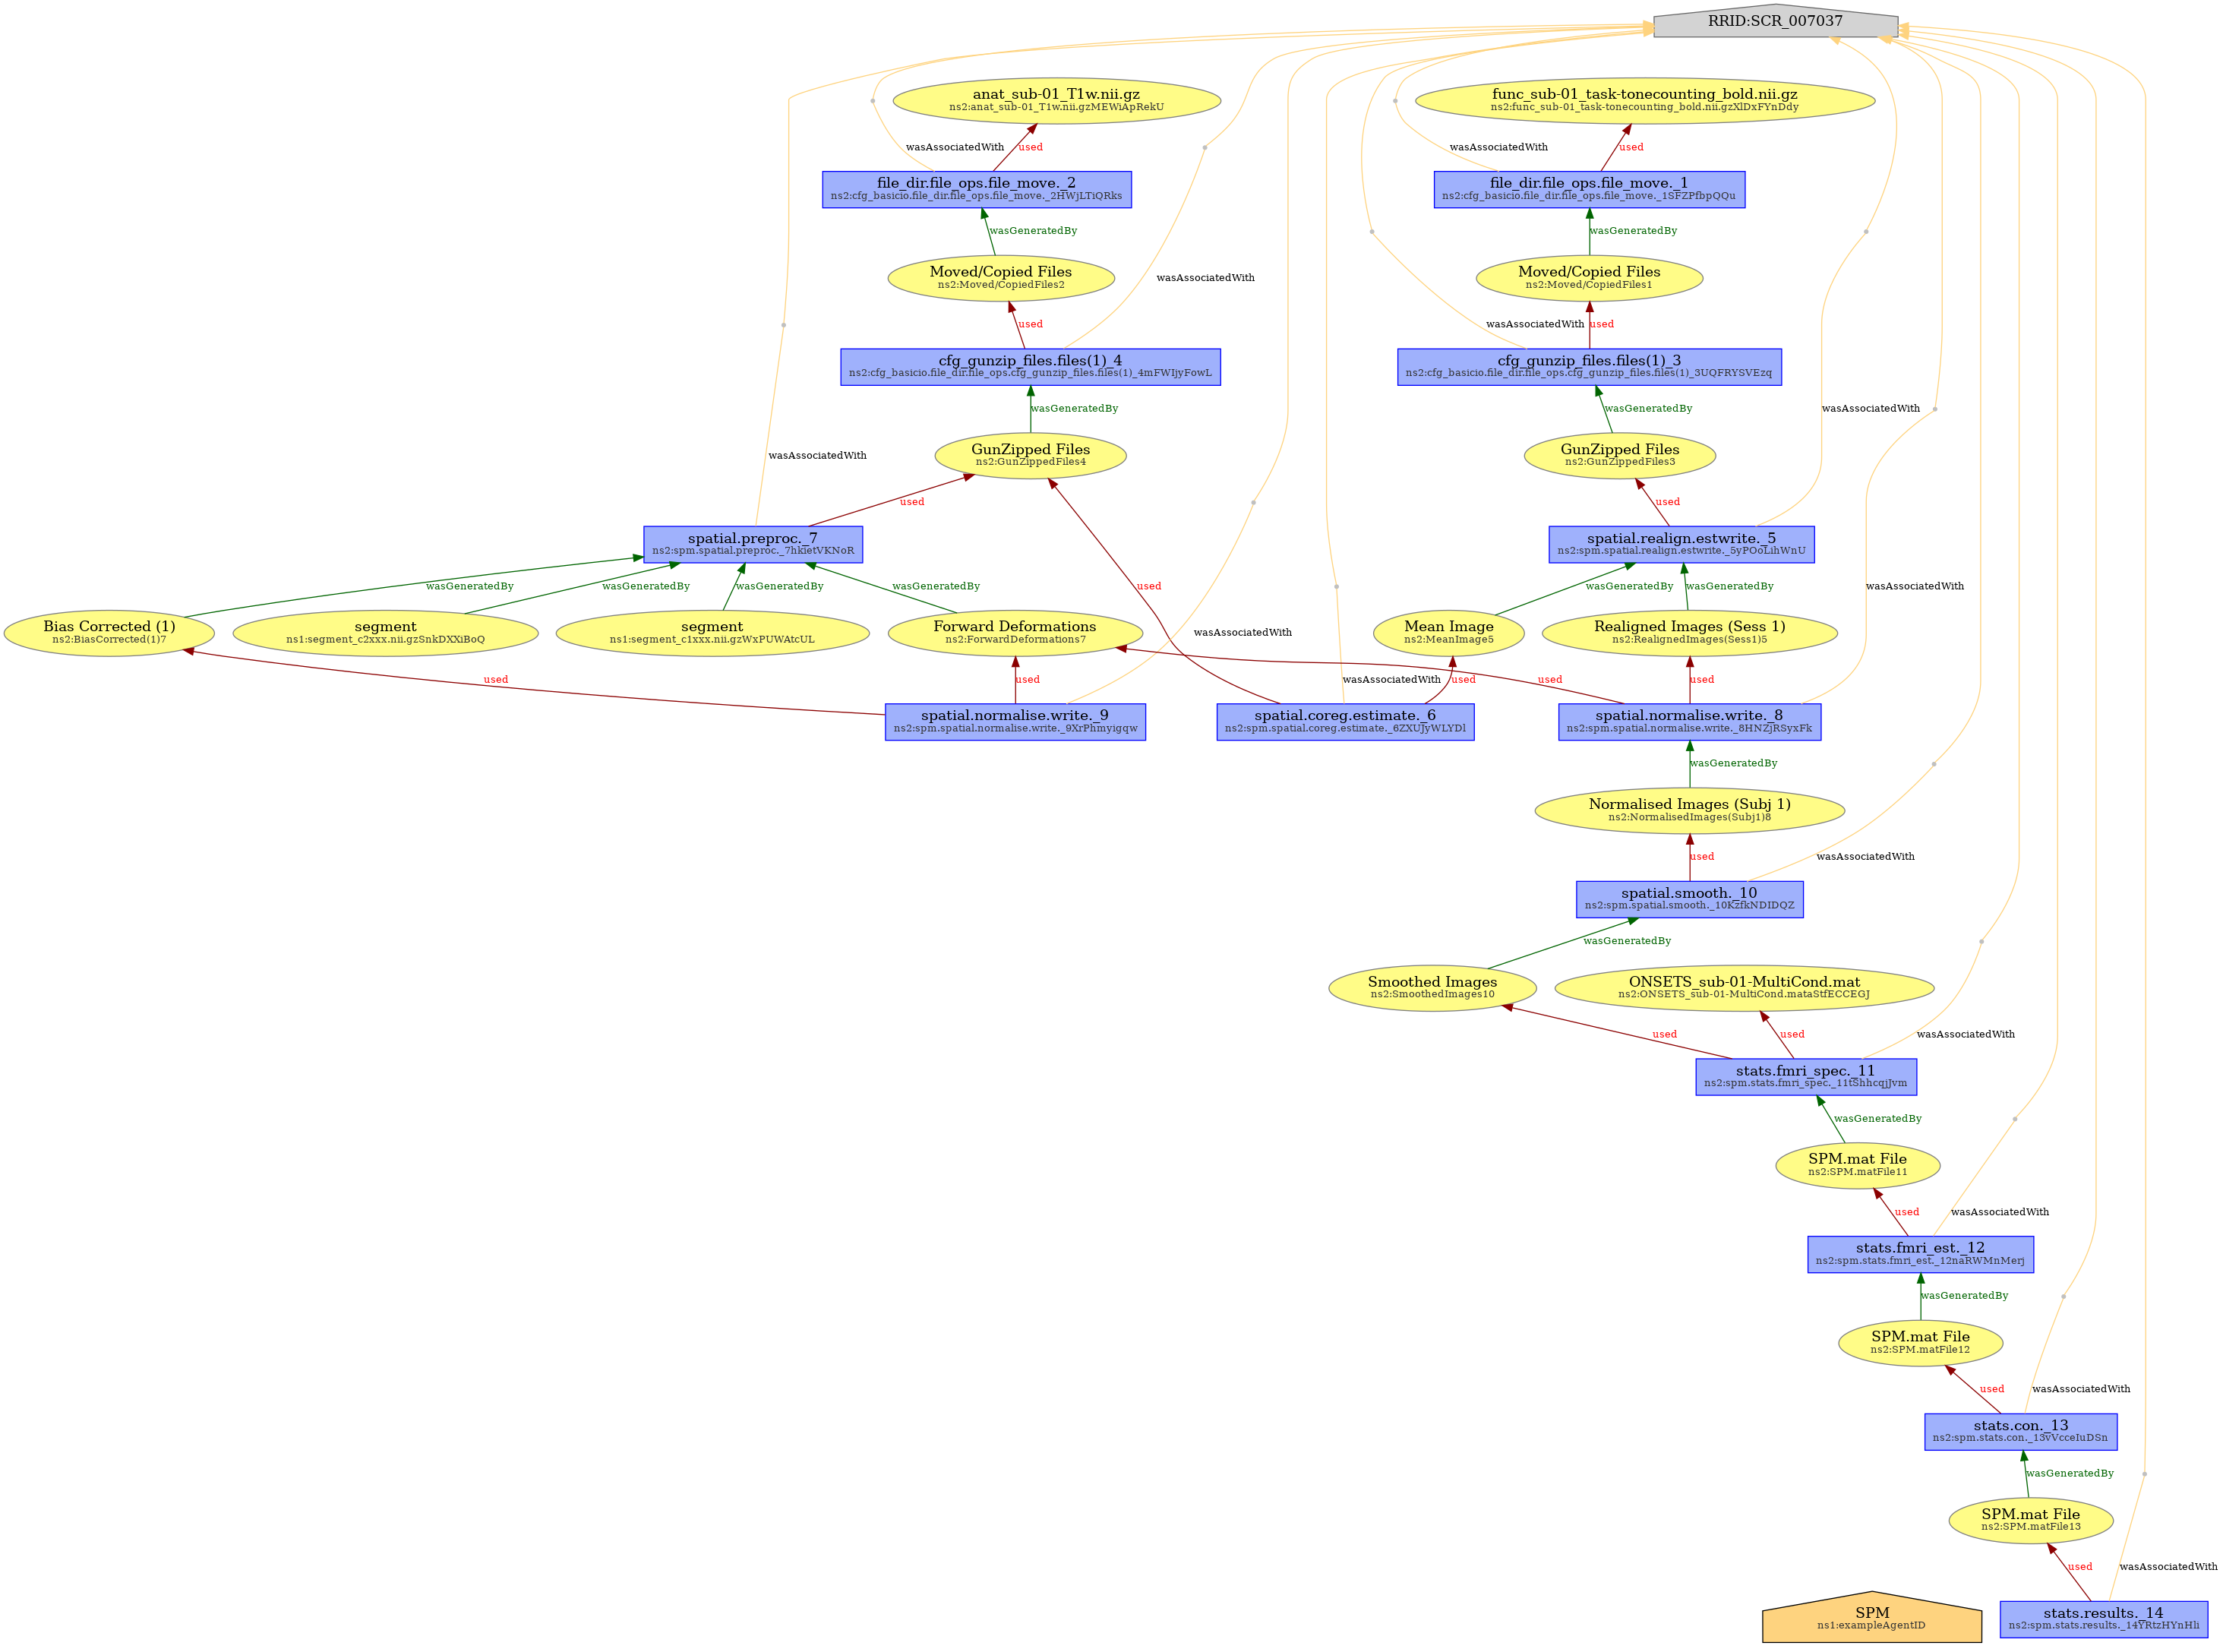 RRID:SCR_007037
anat_sub-01_T1w.nii.gz
ns2:anat_sub-01_T1w.nii.gzMEWiApRekU
func_sub-01_task-tonecounting_bold.nii.gz
ns2:func_sub-01_task-tonecounting_bold.nii.gzXlDxFYnDdy
wasAssociatedWith
used
wasAssociatedWith
used
file_dir.file_ops.file_move._2
ns2:cfg_basicio.file_dir.file_ops.file_move._2HWjLTiQRks
file_dir.file_ops.file_move._1
ns2:cfg_basicio.file_dir.file_ops.file_move._1SFZPfbpQQu
wasGeneratedBy
wasGeneratedBy
Moved/Copied Files
ns2:Moved/CopiedFiles2
Moved/Copied Files
ns2:Moved/CopiedFiles1
wasAssociatedWith
used
wasAssociatedWith
used
cfg_gunzip_files.files(1)_4
ns2:cfg_basicio.file_dir.file_ops.cfg_gunzip_files.files(1)_4mFWIjyFowL
cfg_gunzip_files.files(1)_3
ns2:cfg_basicio.file_dir.file_ops.cfg_gunzip_files.files(1)_3UQFRYSVEzq
wasGeneratedBy
wasGeneratedBy
wasAssociatedWith
wasAssociatedWith
GunZipped Files
ns2:GunZippedFiles4
GunZipped Files
ns2:GunZippedFiles3
used
used
spatial.preproc._7
ns2:spm.spatial.preproc._7hkietVKNoR
spatial.realign.estwrite._5
ns2:spm.spatial.realign.estwrite._5yPOoLihWnU
wasGeneratedBy
wasGeneratedBy
wasGeneratedBy
wasGeneratedBy
used
wasGeneratedBy
wasGeneratedBy
wasAssociatedWith
Bias Corrected (1)
ns2:BiasCorrected(1)7
segment
ns1:segment_c2xxx.nii.gzSnkDXXiBoQ
segment
ns1:segment_c1xxx.nii.gzWxPUWAtcUL
Forward Deformations
ns2:ForwardDeformations7
Mean Image
ns2:MeanImage5
Realigned Images (Sess 1)
ns2:RealignedImages(Sess1)5
wasAssociatedWith
used
used
wasAssociatedWith
used
used
used
spatial.normalise.write._9
ns2:spm.spatial.normalise.write._9XrPhmyigqw
spatial.coreg.estimate._6
ns2:spm.spatial.coreg.estimate._6ZXUJyWLYDl
spatial.normalise.write._8
ns2:spm.spatial.normalise.write._8HNZjRSyxFk
wasGeneratedBy
Normalised Images (Subj 1)
ns2:NormalisedImages(Subj1)8
used
wasAssociatedWith
spatial.smooth._10
ns2:spm.spatial.smooth._10KzfkNDIDQZ
wasGeneratedBy
Smoothed Images
ns2:SmoothedImages10
ONSETS_sub-01-MultiCond.mat
ns2:ONSETS_sub-01-MultiCond.mataStfECCEGJ
used
used
wasAssociatedWith
stats.fmri_spec._11
ns2:spm.stats.fmri_spec._11tShhcqjJvm
wasGeneratedBy
SPM.mat File
ns2:SPM.matFile11
used
wasAssociatedWith
stats.fmri_est._12
ns2:spm.stats.fmri_est._12naRWMnMerj
wasGeneratedBy
SPM.mat File
ns2:SPM.matFile12
used
wasAssociatedWith
stats.con._13
ns2:spm.stats.con._13vVcceIuDSn
wasGeneratedBy
SPM.mat File
ns2:SPM.matFile13
used
wasAssociatedWith
SPM
ns1:exampleAgentID
stats.results._14
ns2:spm.stats.results._14YRtzHYnHli